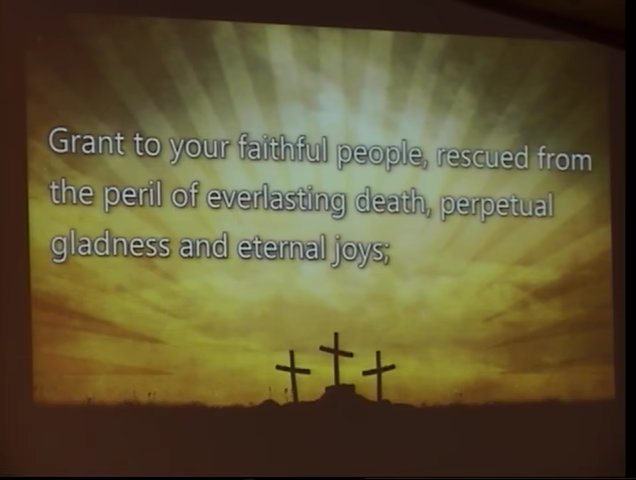 Grant to your faithful people, rescued from
the peril of everlasting death, perpetual
gladness and eternal joys;